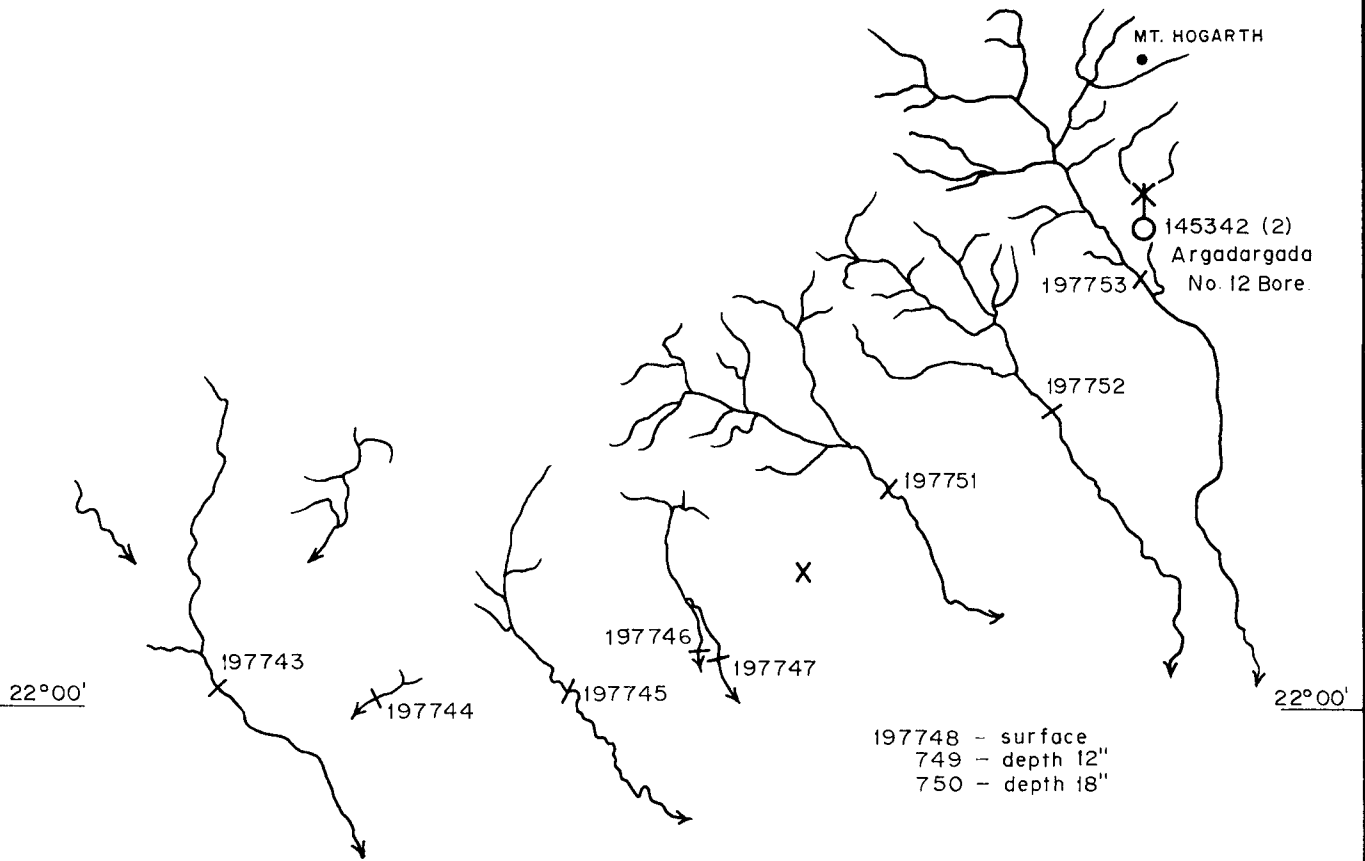 MT. HOGARTH
145342 (2)
Argadargada
No. 12 Bore.
197753
197752
197751
197746
197747
197743
197745
197744
22°00'
22°00'
197748 - surface
749 - depth 12"
750 - depth 18"